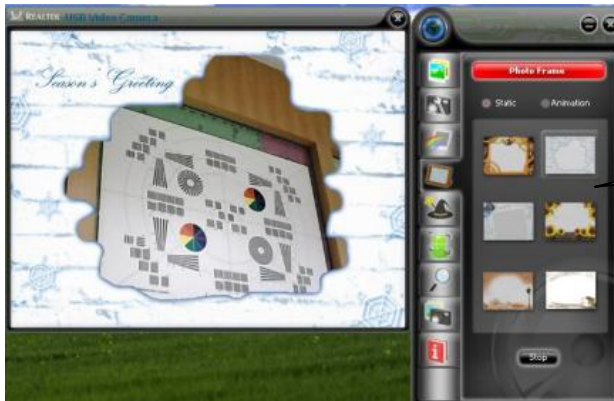 REALTEK USB Video Camera
Season's Greeting
Photo Frame
Static
Animation
Stop